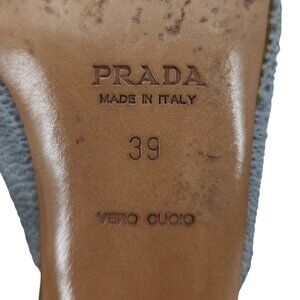 PRADA
MADE IN ITALY
39
VERO CUOIO